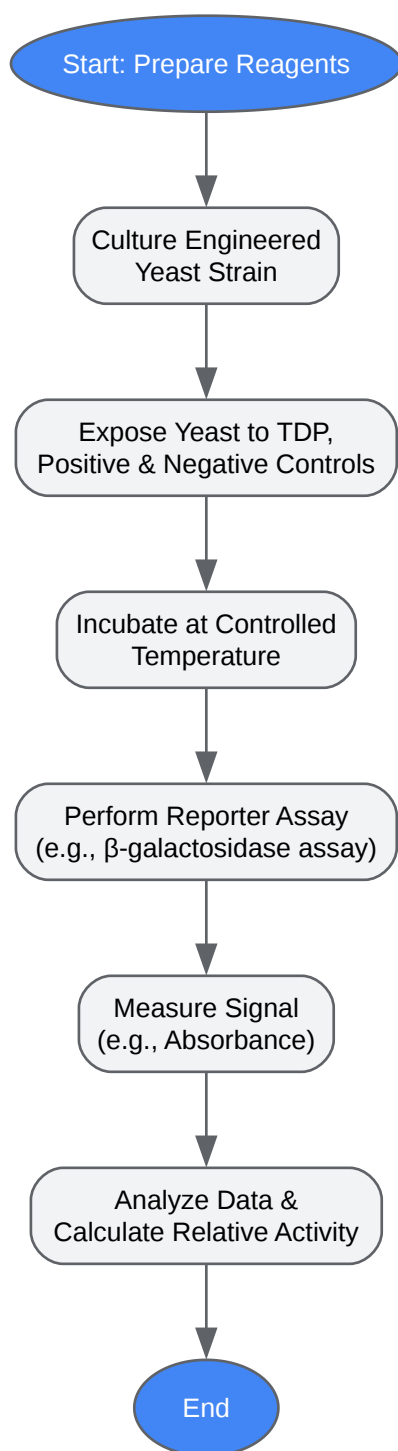 Start: Prepare Reagents
Culture Engineered
Yeast Strain
Expose Yeast to TDP,
Positive & Negative Controls
Incubate at Controlled
Temperature
Perform Reporter Assay
(e.g., β-galactosidase assay)
Measure Signal
(e.g., Absorbance)
Analyze Data &
Calculate Relative Activity
End